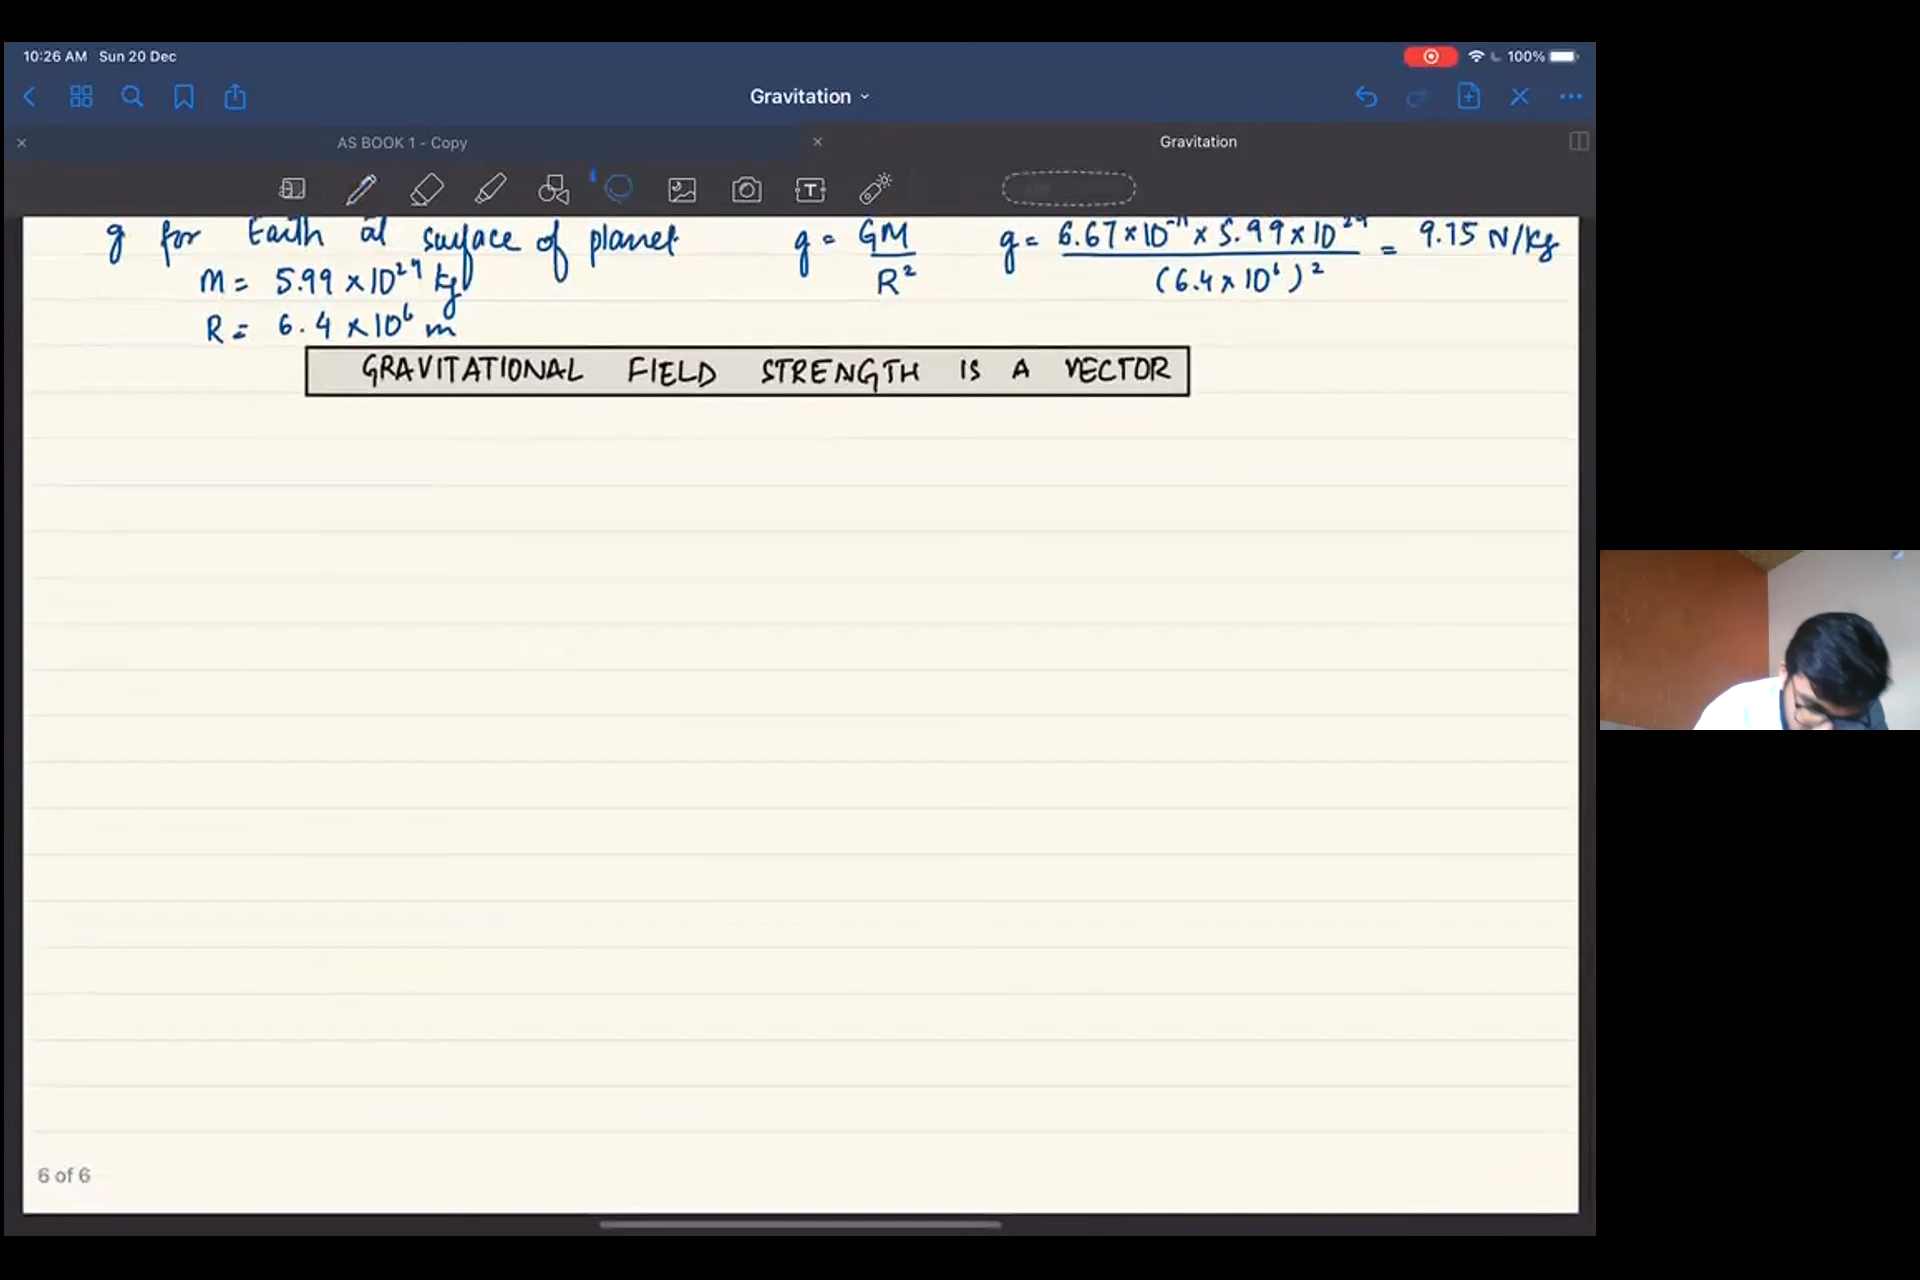 10:26 AM Sun 20 Dec
100%
Gravitation
AS BOOK 1 - Copy
Gravitation
g for Earth at surface of planet g = GM/R² g = 6.67×10⁻¹¹ × 5.99×10²⁴/(6.4×10⁶)² = 9.75 N/kg
M = 5.99×10²⁴ kg
R = 6.4×10⁶ m
GRAVITATIONAL FIELD STRENGTH IS A VECTOR
6 of 6